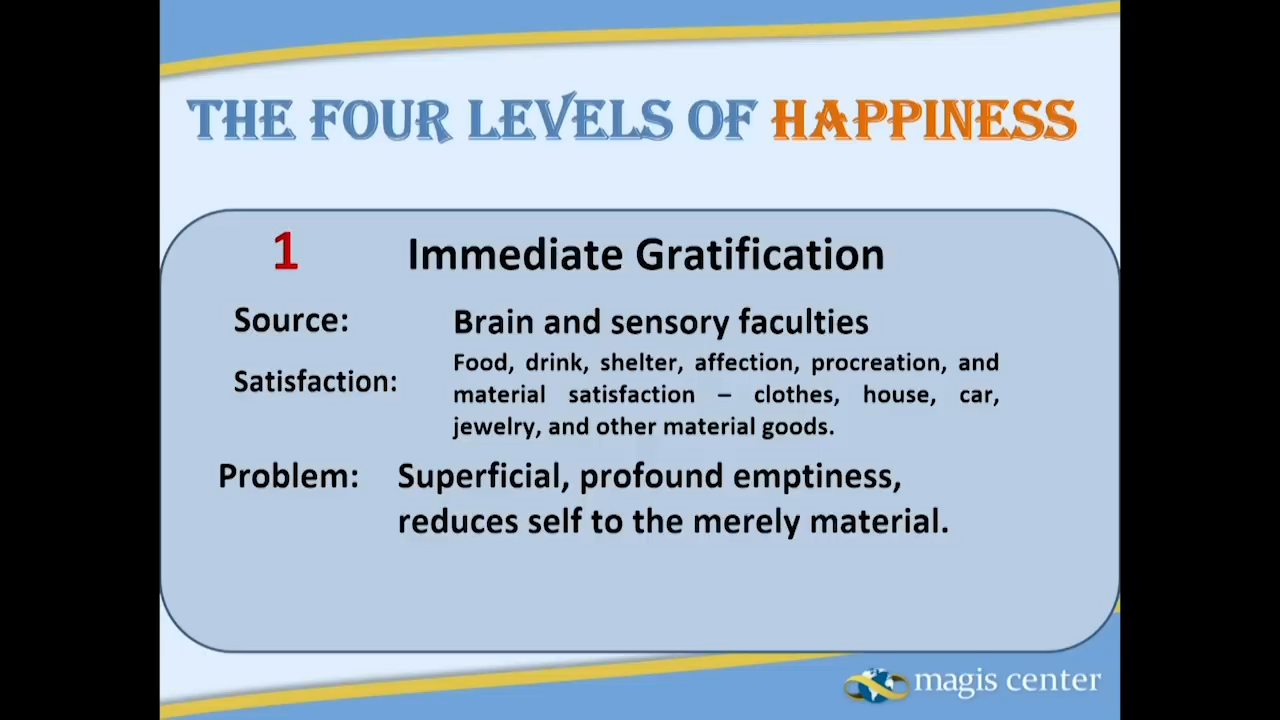 THE FOUR LEVELS OF HAPPINESS
1 Immediate Gratification
Source: Brain and sensory faculties
Satisfaction: Food, drink, shelter, affection, procreation, and
material satisfaction – clothes, house, car,
jewelry, and other material goods.
Problem: Superficial, profound emptiness,
reduces self to the merely material.
magis center